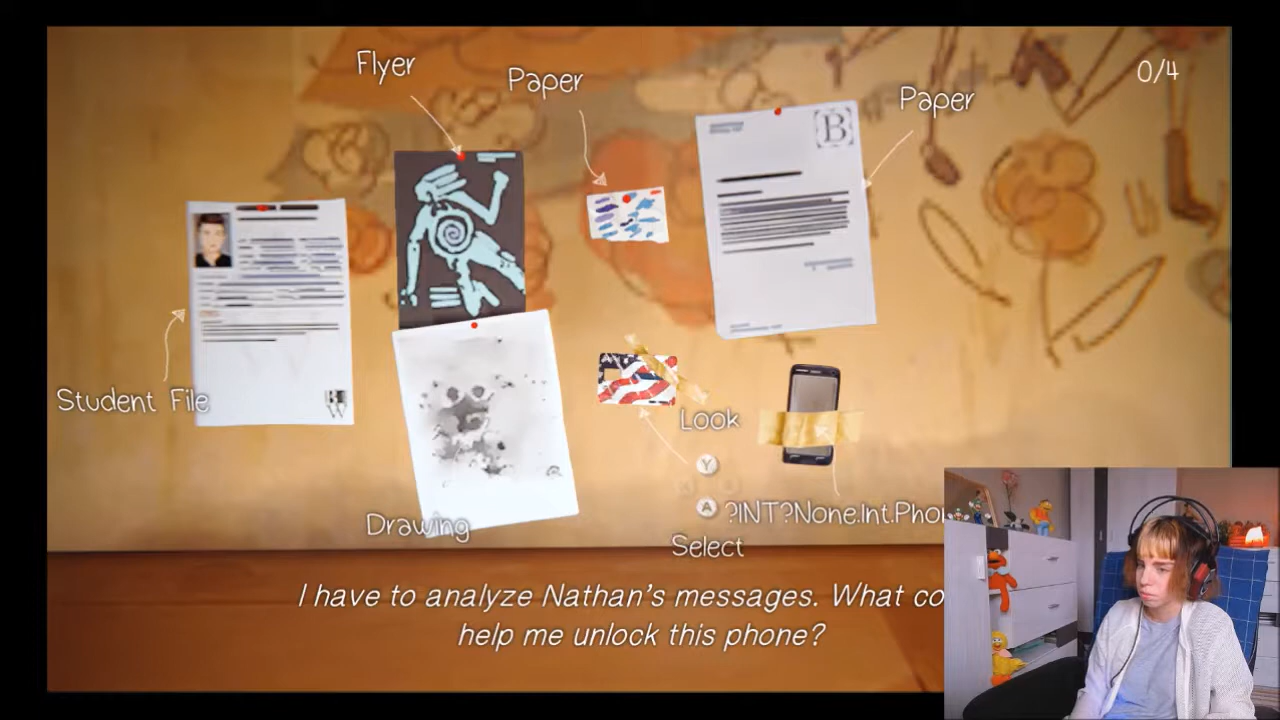 Flyer
Paper
0/4
Paper
B
Student File
Look
Y
A ?INT?None.Int.Phon
Drawing
Select
I have to analyze Nathan's messages. What co
help me unlock this phone?